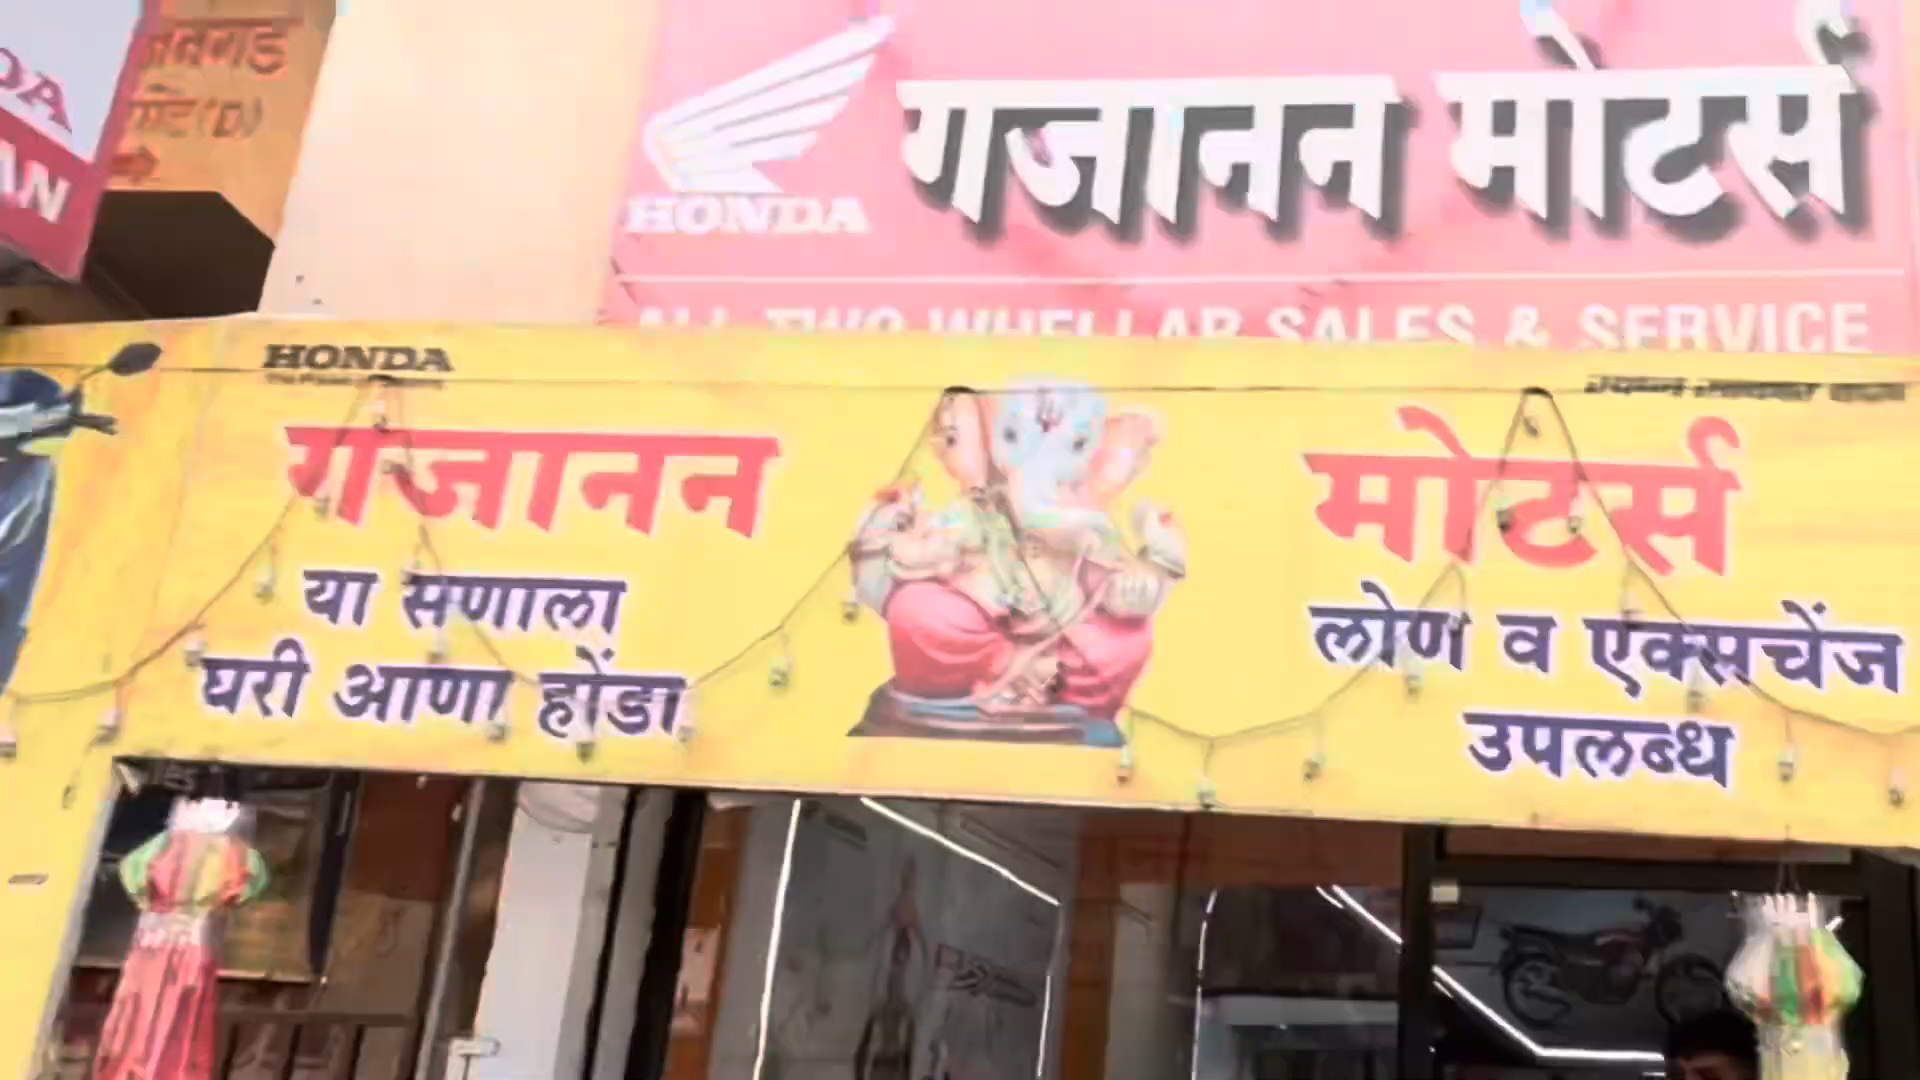 HONDA
गजानन मोटर्स
ALL TWO WHELLAR SALES & SERVICE
HONDA
गजानन
मोटर्स
या सणाला
घरी आणा होंडा
लोण व एक्सचेंज
उपलब्ध